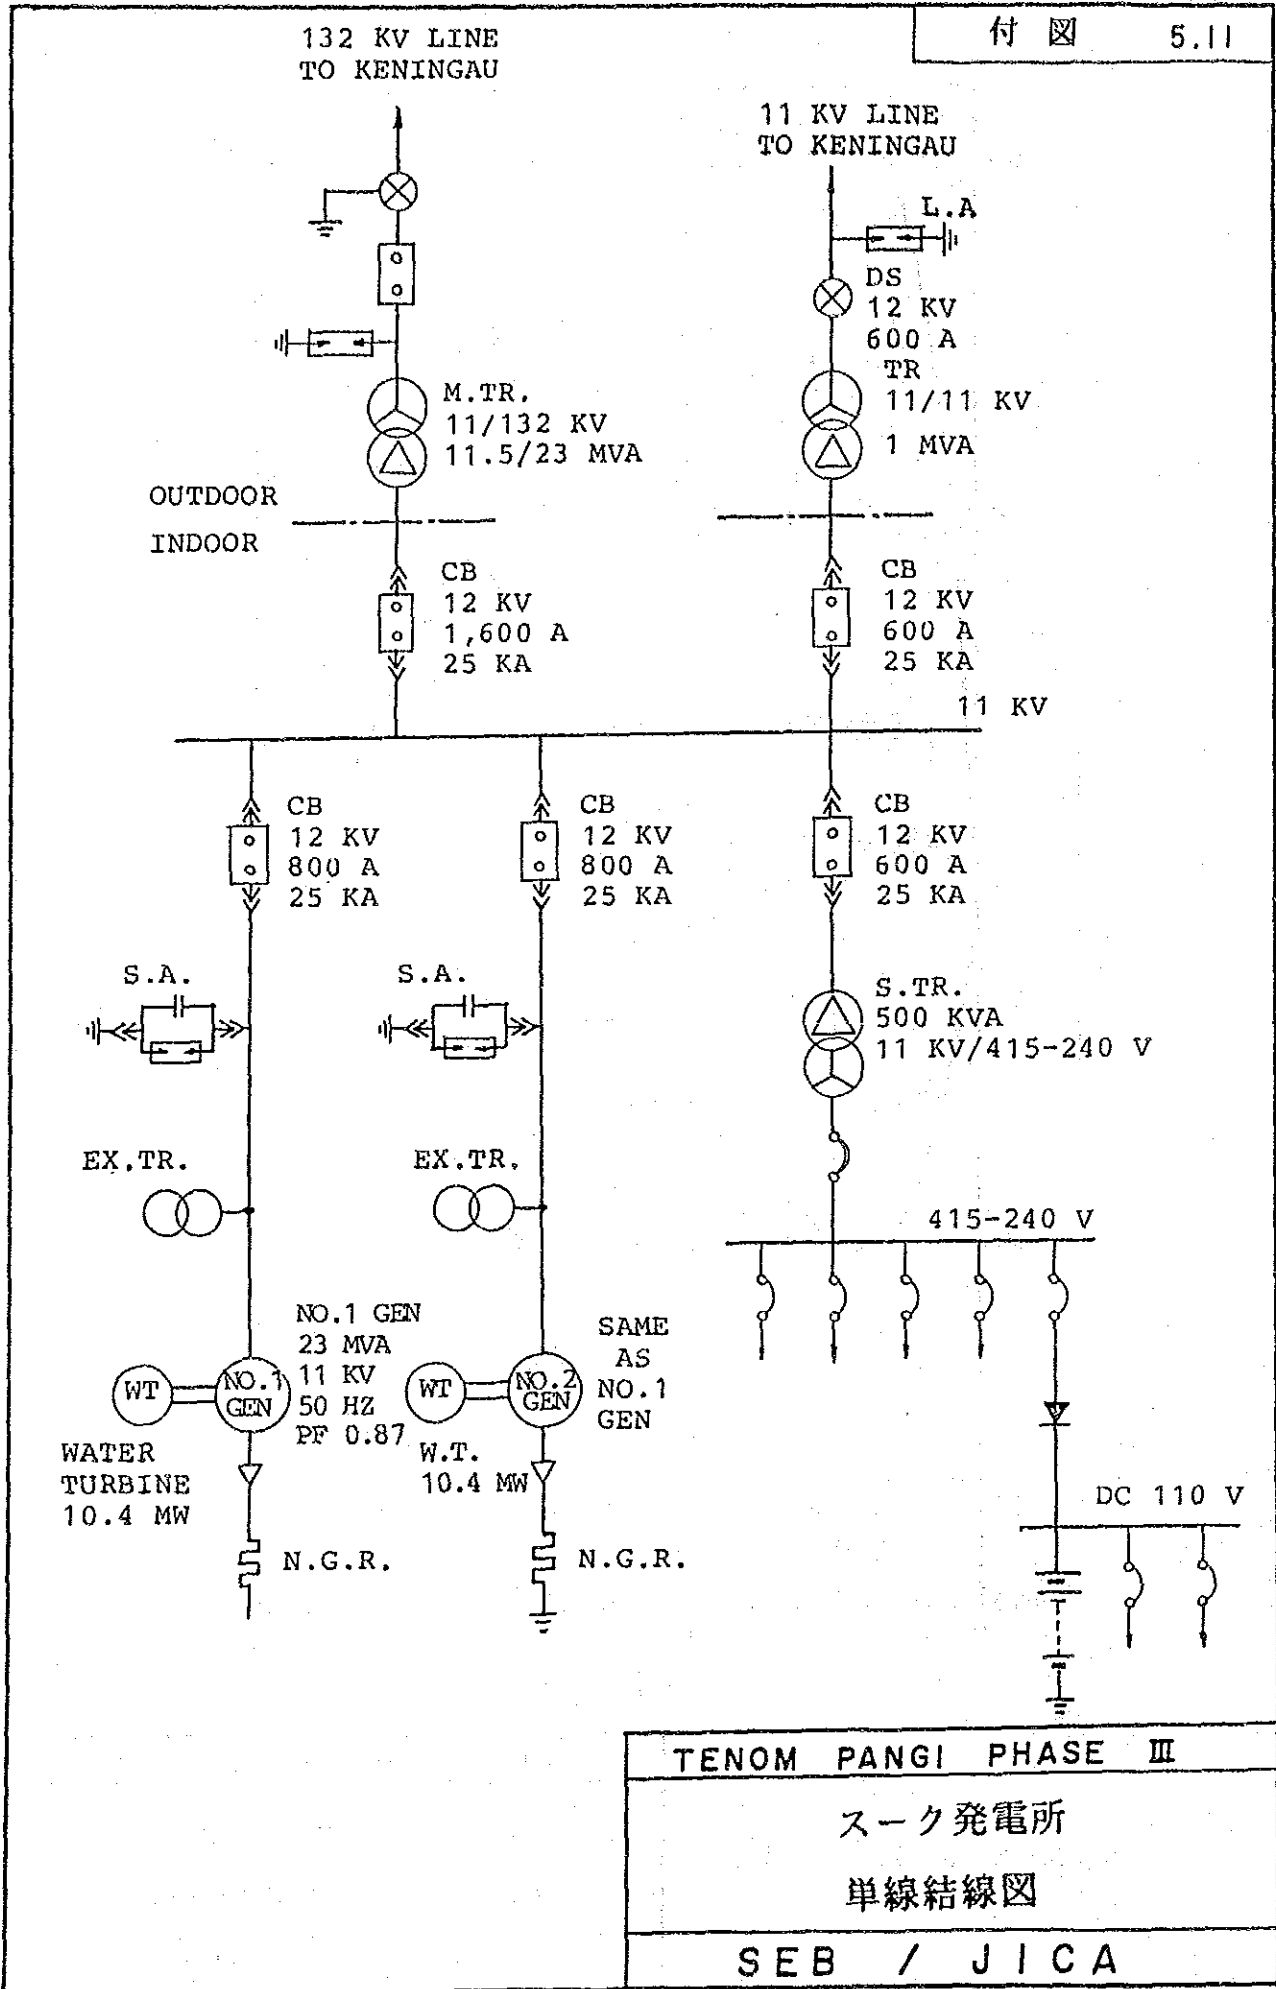 付 図 5.11
132 KV LINE
TO KENINGAU
11 KV LINE
TO KENINGAU
L.A
DS
12 KV
600 A
TR
11/11 KV
1 MVA
M.TR.
11/132 KV
11.5/23 MVA
OUTDOOR
INDOOR
CB
12 KV
1,600 A
25 KA
CB
12 KV
600 A
25 KA
11 KV
CB
12 KV
800 A
25 KA
CB
12 KV
800 A
25 KA
CB
12 KV
600 A
25 KA
S.A.
S.A.
S.TR.
500 KVA
11 KV/415-240 V
EX.TR.
EX.TR.
415-240 V
NO.1 GEN
23 MVA
11 KV
50 HZ
PF 0.87
WT
NO.1
GEN
WATER
TURBINE
10.4 MW
WT
NO.2
GEN
SAME
AS
NO.1
GEN
W.T.
10.4 MW
N.G.R.
N.G.R.
DC 110 V
TENOM PANGI PHASE III
スーク発電所
単線結線図
SEB / JICA